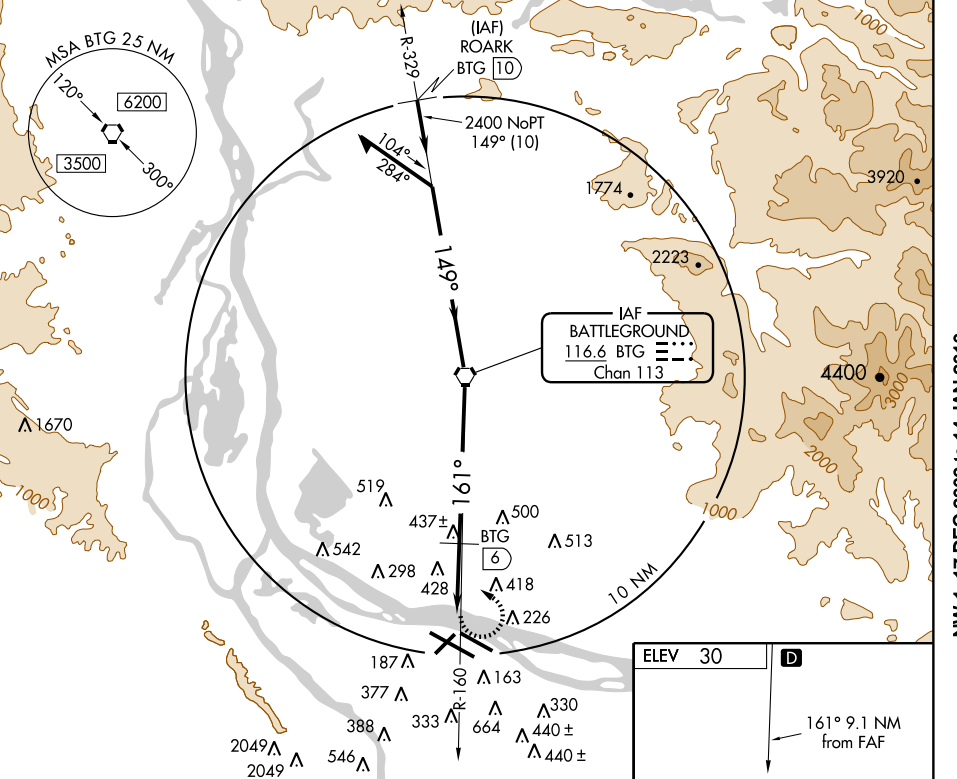 MSA BTG 25 NM
120°
6200
3500
300°
R-329
(IAF)
ROARK
BTG 10
2400 NoPT
149° (10)
104°
284°
1000
1774
3920
2223
149°
IAF
BATTLEGROUND
116.6 BTG
Chan 113
4400
3000
2000
1000
1670
1000
161°
519
437±
500
BTG
6
513
542
298
428
418
226
10 NM
187
163
R-160
377
333
664
330
388
440 ±
440 ±
546
2049
2049
ELEV 30
D
161° 9.1 NM
from FAF